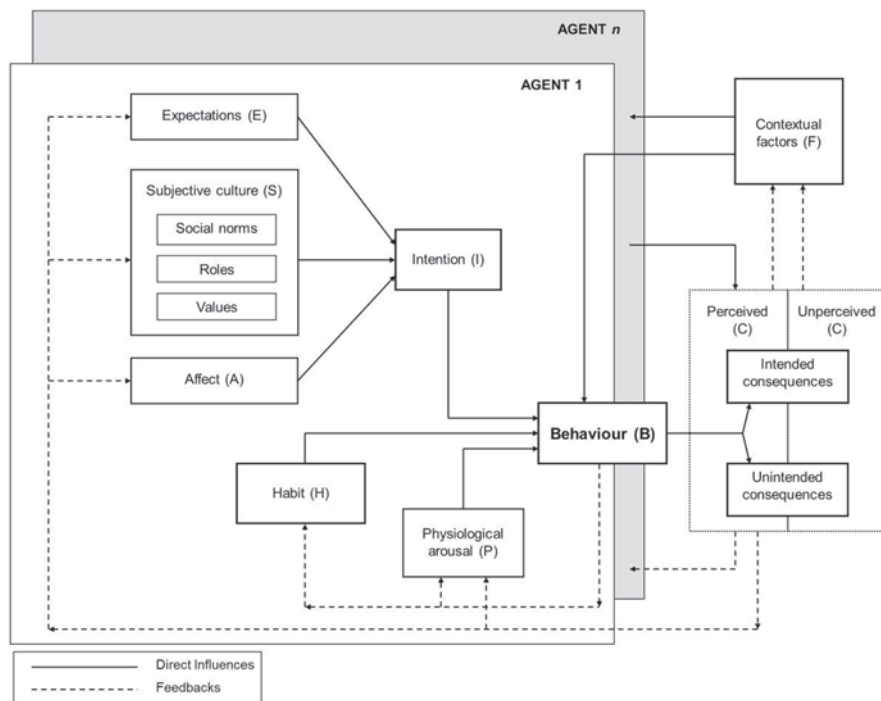 AGENT n
AGENT 1
Expectations (E)
Subjective culture (S)
Social norms
Roles
Values
Affect (A)
Intention (I)
Habit (H)
Physiological
arousal (P)
Behaviour (B)
Contextual
factors (F)
Perceived
(C)
Unperceived
(C)
Intended
consequences
Unintended
consequences
Direct Influences
Feedbacks